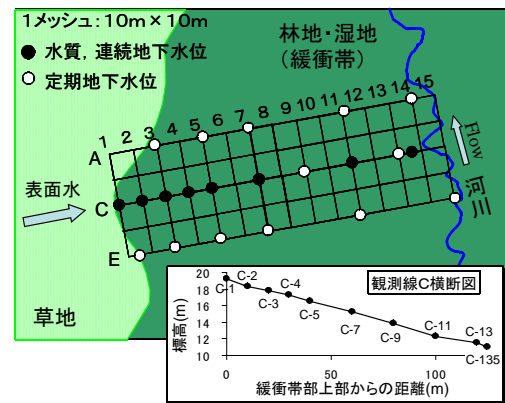 1メッシュ：10m×10m
● 水質，連続地下水位
○ 定期地下水位
林地・湿地
(緩衝帯)
1 2 3 4 5 6 7 8 9 10 11 12 13 14 15
A
表面水
C
E
Flow
河川
草地
観測線C横断図
標高(m)
20
18
16
14
12
10
C-1
C-2
C-3
C-4
C-5
C-7
C-9
C-11
C-13
C-135
0 50 100
緩衝帯部上部からの距離(m)